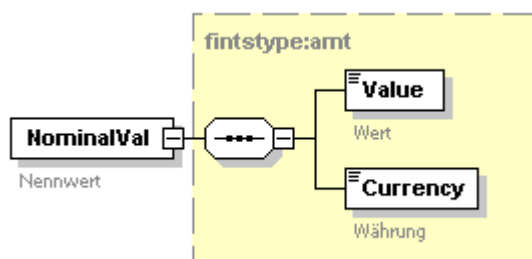 fintstype:amt
NominalVal
Nennwert
Value
Wert
Currency
Währung